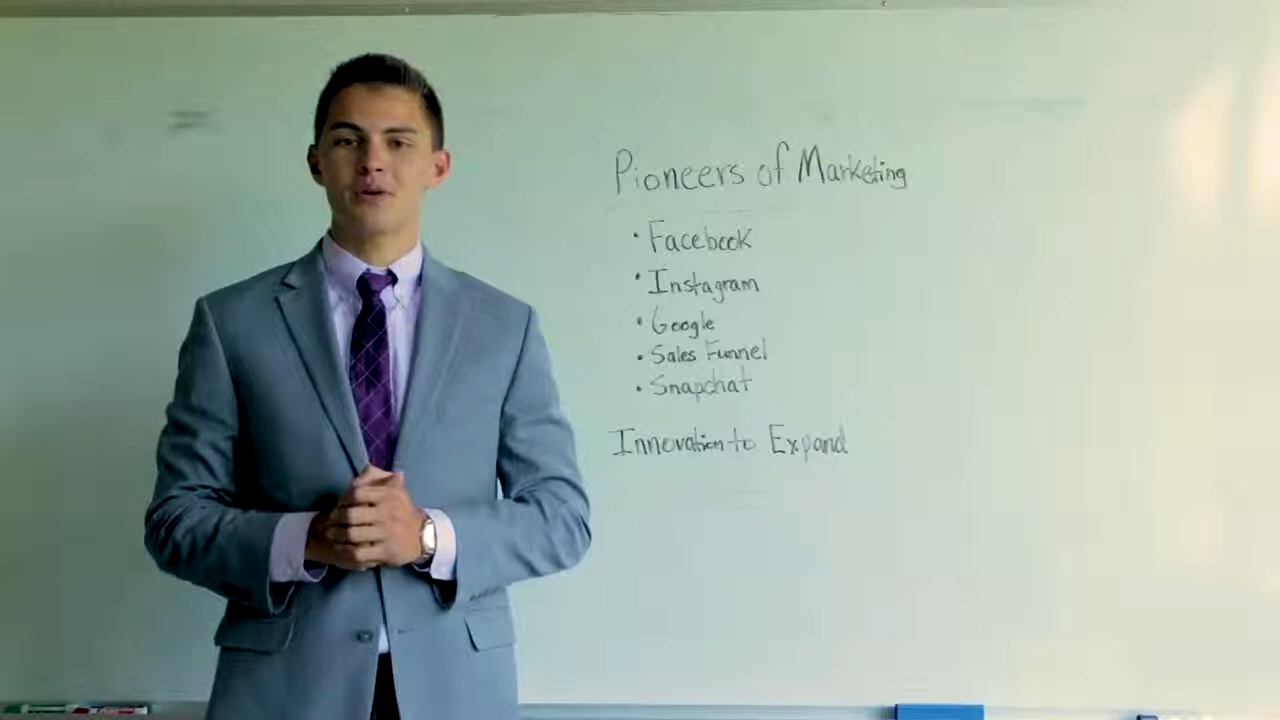 Pioneers of Marketing
• Facebook
• Instagram
• Google
• Sales Funnel
• Snapchat
Innovation to Expand